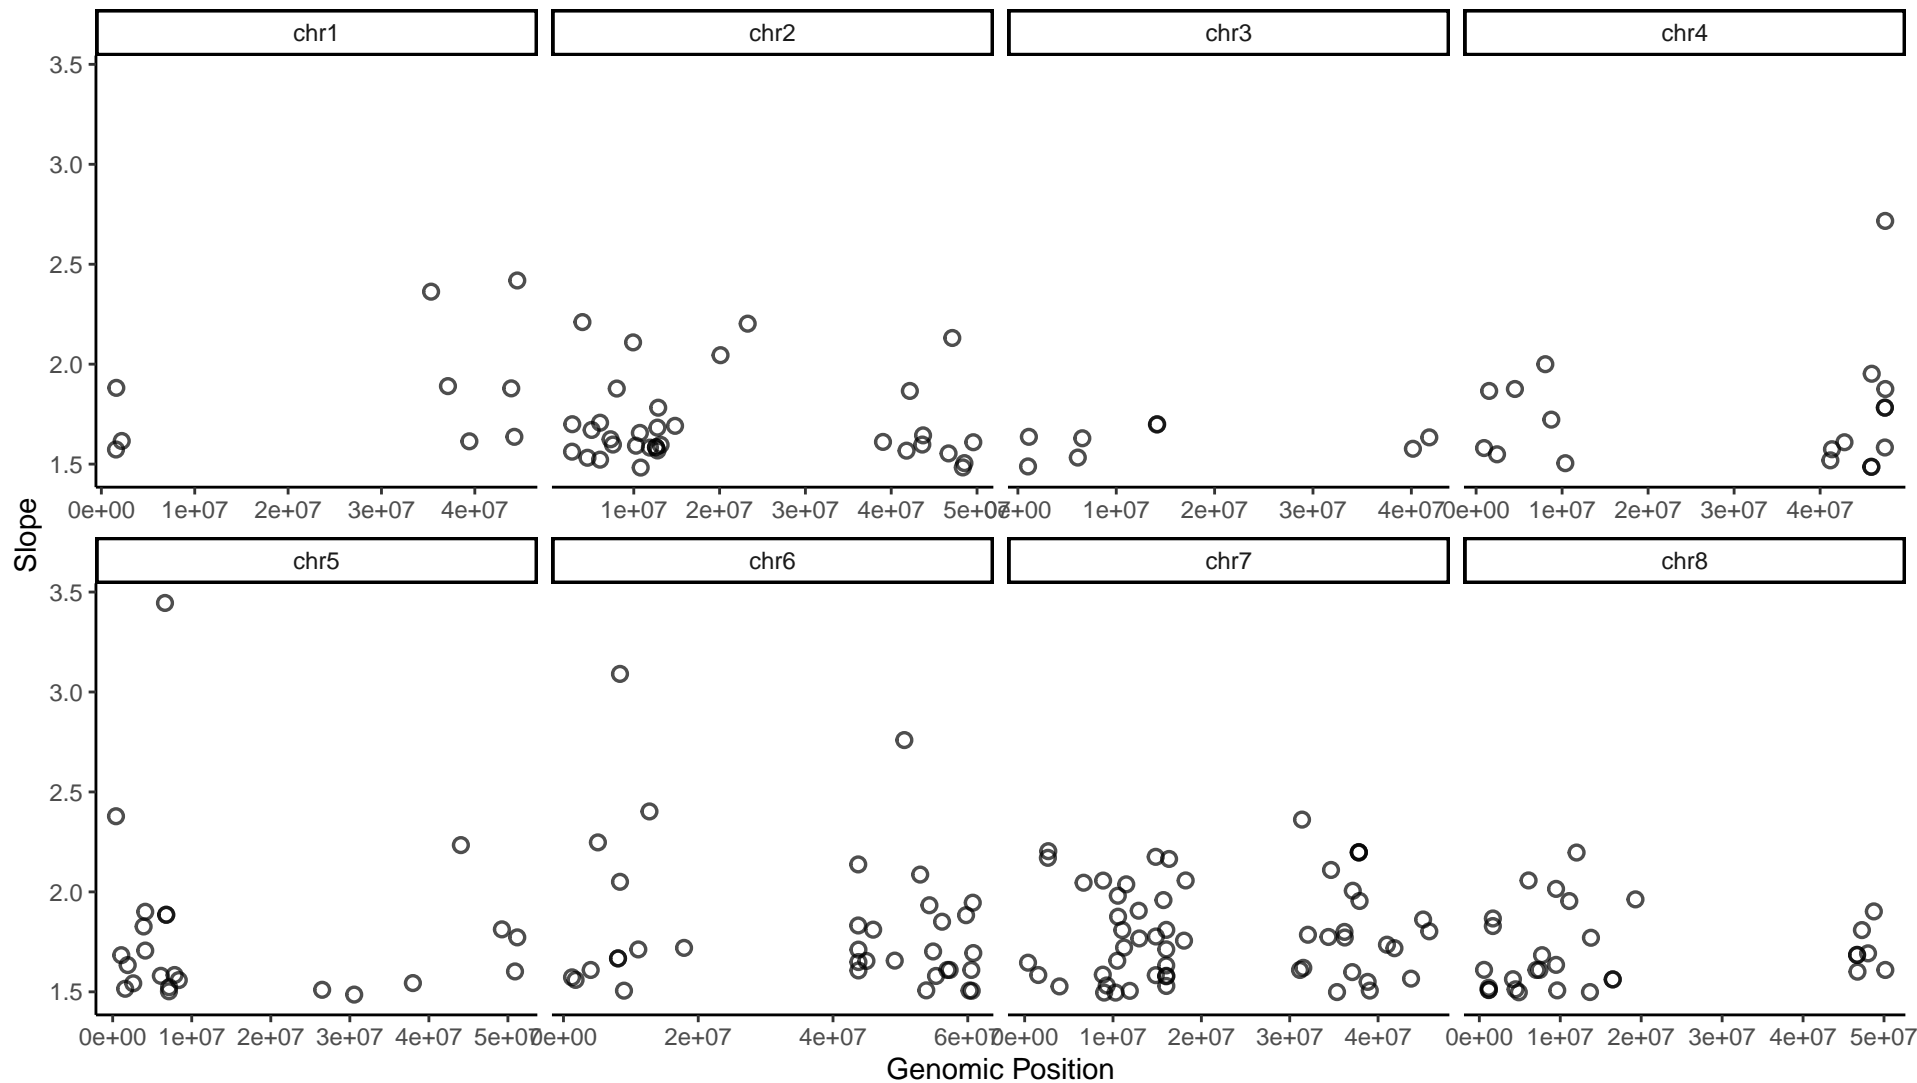 chr1 chr2 chr3 chr4
3.5
3.0
2.5
2.0
1.5
0e+00 1e+07 2e+07 3e+07 4e+07 1e+07 2e+07 3e+07 4e+07 5e+07 0e+00 1e+07 2e+07 3e+07 4e+07 0e+00 1e+07 2e+07 3e+07 4e+07
Slope
chr5 chr6 chr7 chr8
3.5
3.0
2.5
2.0
1.5
0e+00 1e+07 2e+07 3e+07 4e+07 5e+07 0e+00 2e+07 4e+07 6e+07 0e+00 1e+07 2e+07 3e+07 4e+07 0e+00 1e+07 2e+07 3e+07 4e+07 5e+07
Genomic Position